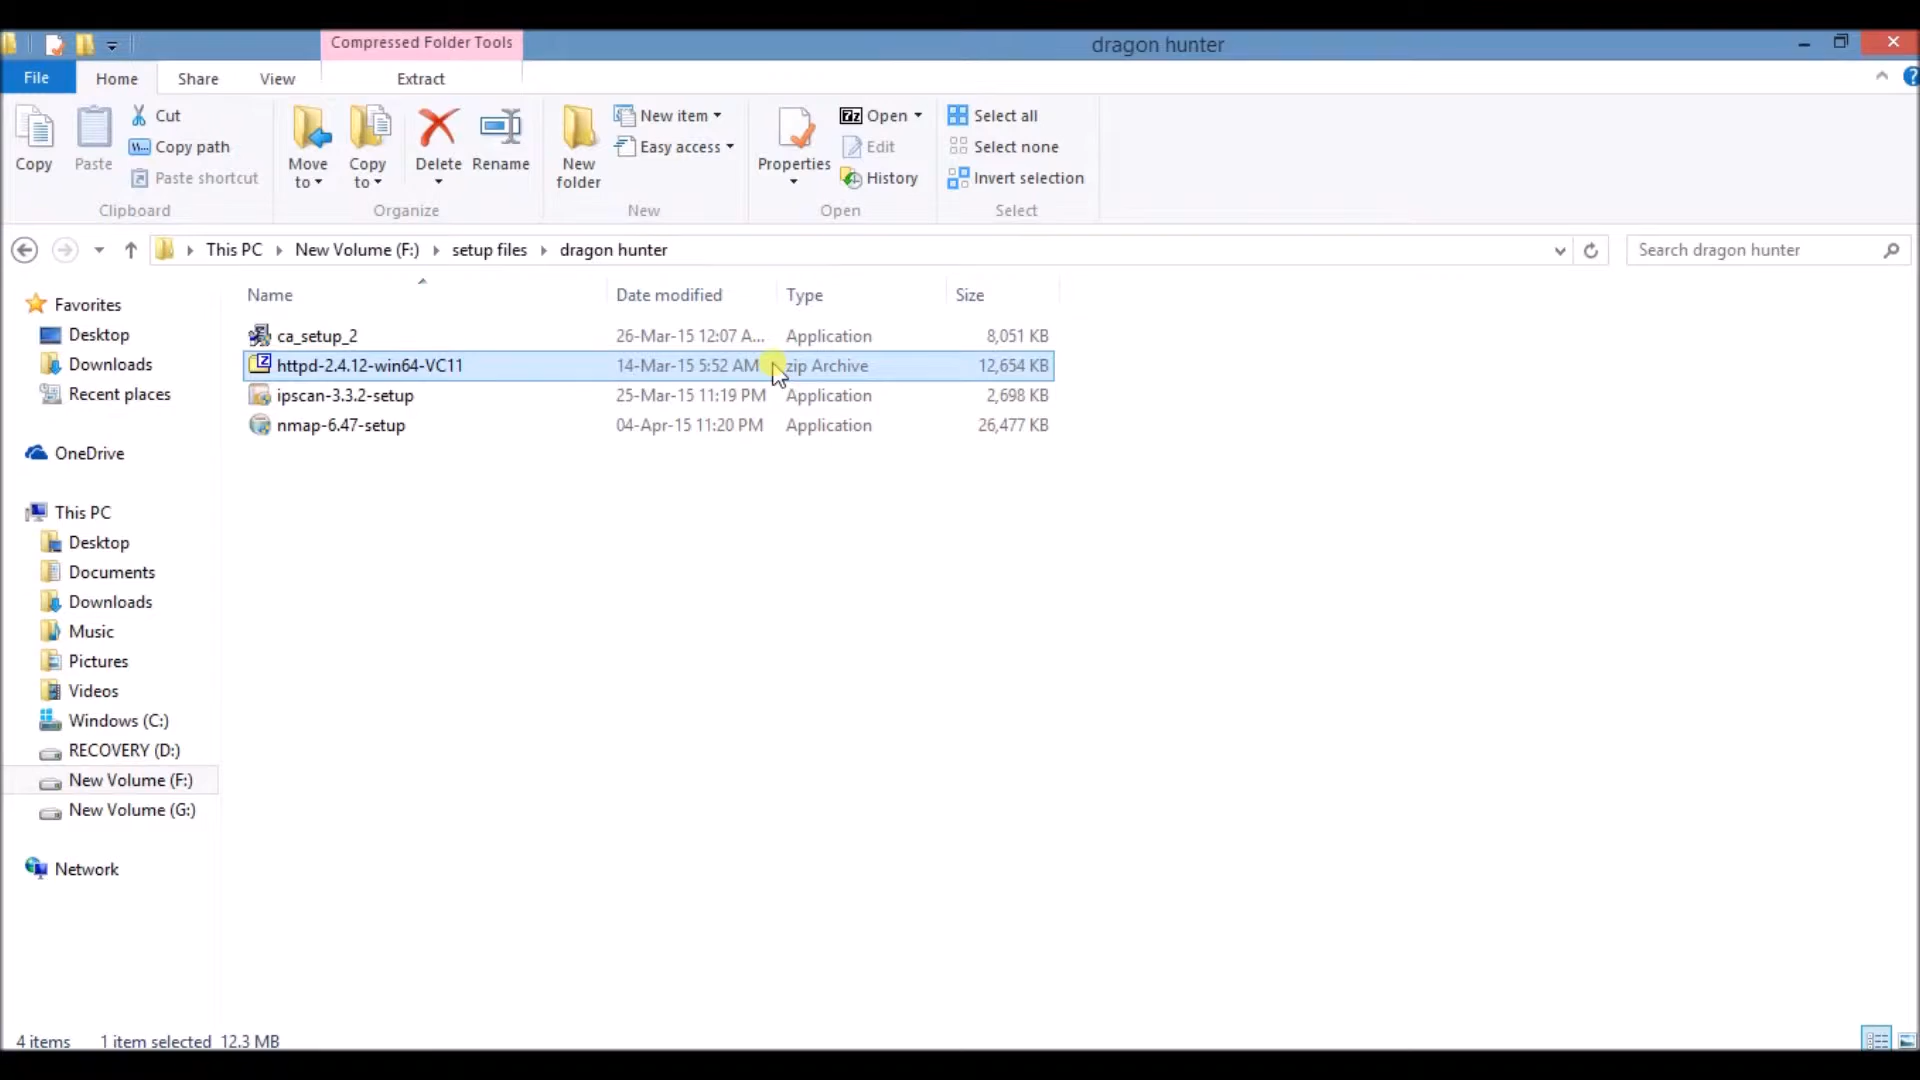 Compressed Folder Tools
dragon hunter
File Home Share View Extract
Copy
Paste
Cut
Copy path
Paste shortcut
Clipboard
Move to
Copy to
Delete
Rename
Organize
New folder
New item
Easy access
New
Properties
Open
Edit
History
Open
Select all
Select none
Invert selection
Select
This PC New Volume (F:) setup files dragon hunter
Search dragon hunter
Name Date modified Type Size
ca_setup_2 26-Mar-15 12:07 A... Application 8,051 KB
httpd-2.4.12-win64-VC11 14-Mar-15 5:52 AM zip Archive 12,654 KB
ipscan-3.3.2-setup 25-Mar-15 11:19 PM Application 2,698 KB
nmap-6.47-setup 04-Apr-15 11:20 PM Application 26,477 KB
Favorites
Desktop
Downloads
Recent places
OneDrive
This PC
Desktop
Documents
Downloads
Music
Pictures
Videos
Windows (C:)
RECOVERY (D:)
New Volume (F:)
New Volume (G:)
Network
4 items 1 item selected 12.3 MB